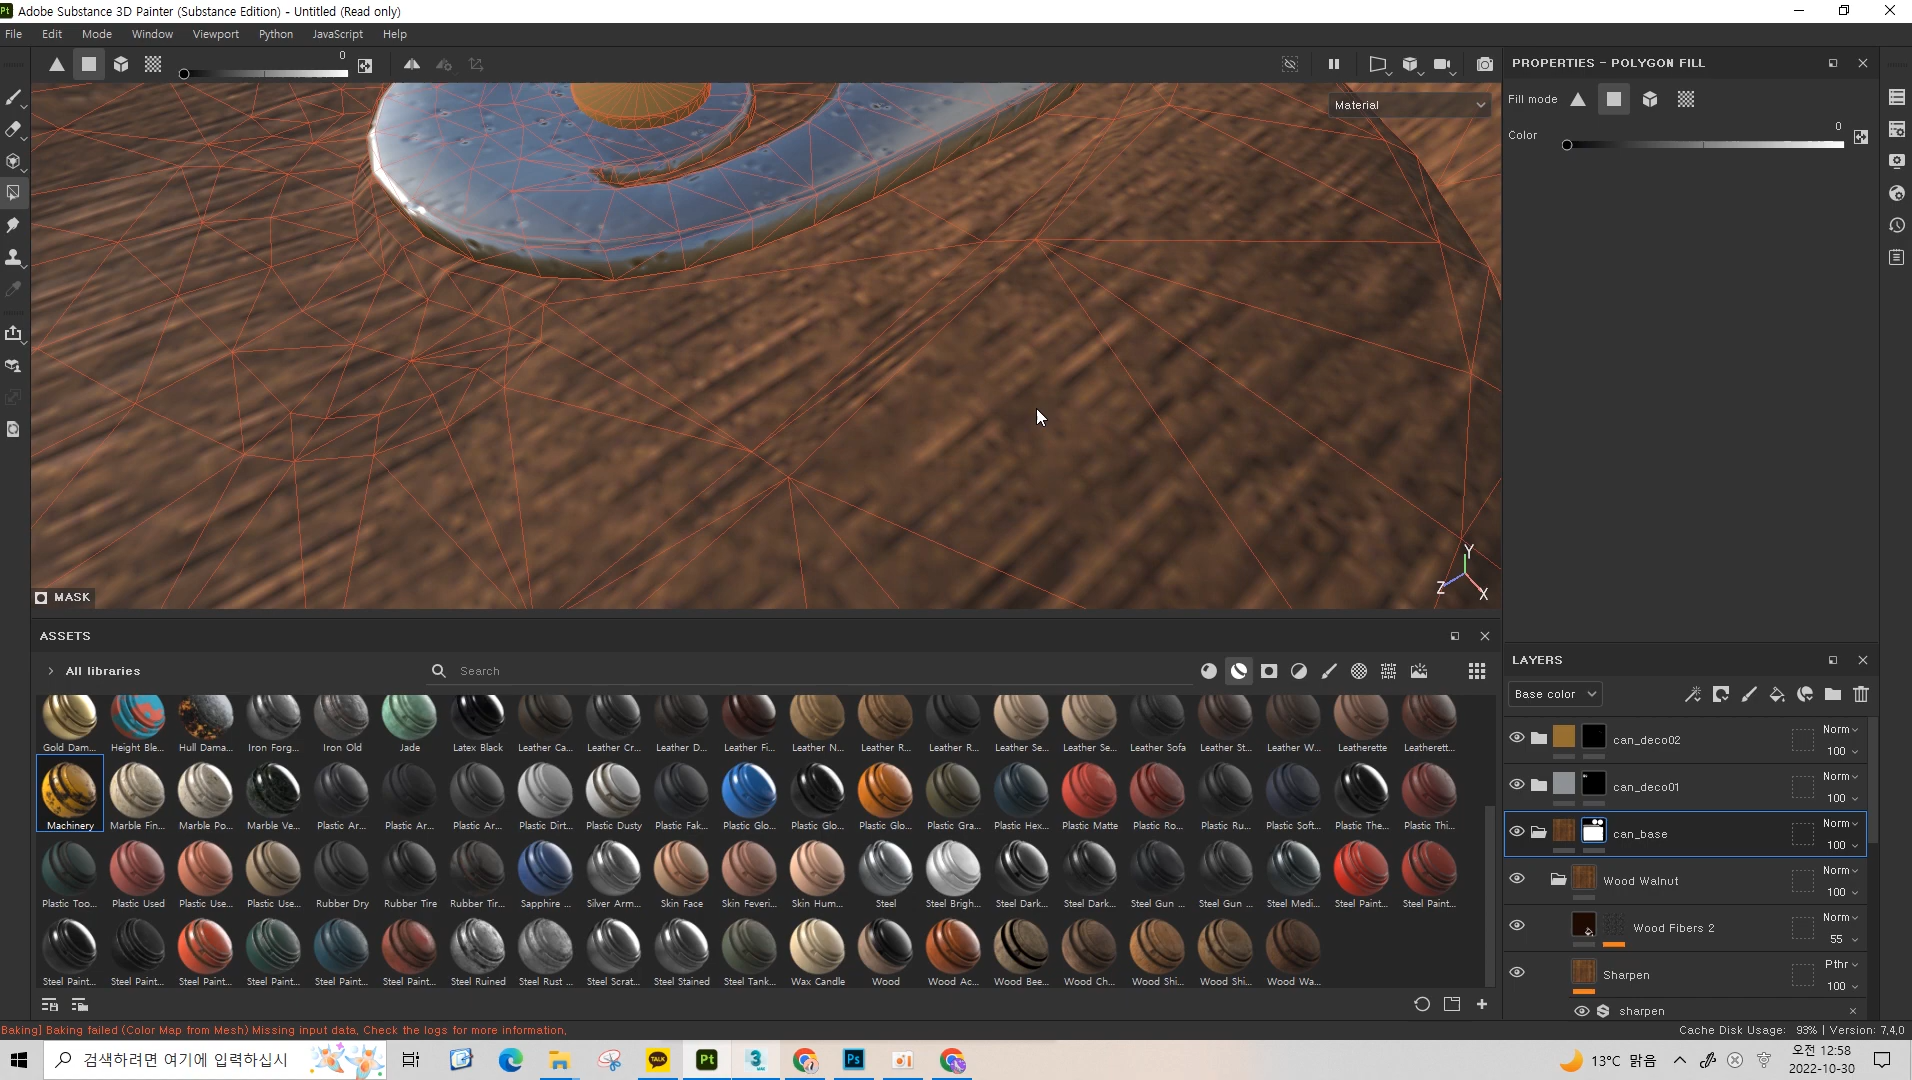 Adobe Substance 3D Painter (Substance Edition) - Untitled (Read only)
File Edit Mode Window Viewport Python JavaScript Help
0
Material
PROPERTIES - POLYGON FILL
Fill mode
Color
0
Y
Z
X
MASK
ASSETS
All libraries
Search
Gold Dam... Height Ble... Hull Dama... Iron Forg... Iron Old Jade Latex Black Leather Ca... Leather Cr... Leather D... Leather Fi... Leather N... Leather R... Leather R... Leather Se... Leather Se... Leather Sofa Leather St... Leather W... Leatherette Leatherett...
Machinery Marble Fin... Marble Po... Marble Ve... Plastic Ar... Plastic Ar... Plastic Ar... Plastic Dirt... Plastic Dusty Plastic Fak... Plastic Glo... Plastic Glo... Plastic Glo... Plastic Gra... Plastic Hex... Plastic Matte Plastic Ro... Plastic Ru... Plastic Soft... Plastic The... Plastic Thi...
Plastic Too... Plastic Used Plastic Use... Plastic Use... Rubber Dry Rubber Tire Rubber Tir... Sapphire ... Silver Arm... Skin Face Skin Feveri... Skin Hum... Steel Steel Brigh... Steel Dark... Steel Dark... Steel Gun ... Steel Gun ... Steel Medi... Steel Paint... Steel Paint...
Steel Paint... Steel Paint... Steel Paint... Steel Paint... Steel Paint... Steel Paint... Steel Ruined Steel Rust ... Steel Scrat... Steel Stained Steel Tank... Wax Candle Wood Wood Ac... Wood Bee... Wood Ch... Wood Shi... Wood Shi... Wood Wa...
LAYERS
Base color
can_deco02 Norm 100
can_deco01 Norm 100
can_base Norm 100
Wood Walnut Norm 100
Wood Fibers 2 Norm 55
Sharpen Pthr 100
sharpen
Baking] Baking failed (Color Map from Mesh) Missing input data, Check the logs for more information,
Cache Disk Usage: 93% | Version: 7,4,0
검색하려면 여기에 입력하십시
TALK
Pt
3
Ps
13°C 맑음
오전 12:58
2022-10-30